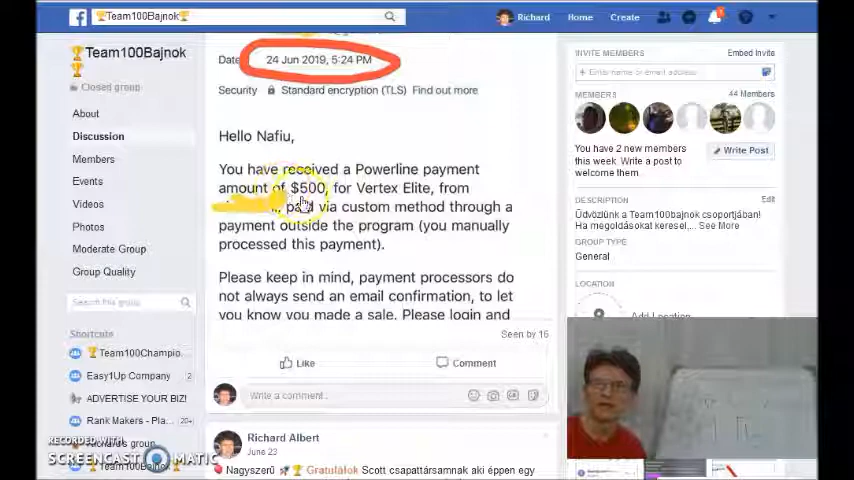 🏆Team100Bajnok🏆
Richard
Home
Create
🏆Team100Bajnok
🏆
Closed group
About
Discussion
Members
Events
Videos
Photos
Moderate Group
Group Quality
Search this group
Shortcuts
🏆Team100Champio...
Easy1Up Company 2
ADVERTISE YOUR BIZ!
Rank Makers - Pla... 20+
group
🏆Team100Bajnok🏆
RECORDED WITH
SCREENCAST MATIC
Date 24 Jun 2019, 5:24 PM
Security Standard encryption (TLS) Find out more
Hello Nafiu,
You have received a Powerline payment
amount of $500, for Vertex Elite, from
, paid via custom method through a
payment outside the program (you manually
processed this payment).
Please keep in mind, payment processors do
not always send an email confirmation, to let
you know you made a sale. Please login and
Seen by 16
Like
Comment
Write a comment...
Richard Albert
June 23
Nagyszerű 🚀🏆 Gratulálok Scott csapattársamnak aki éppen egy
INVITE MEMBERS Embed Invite
+ Enter name or email address
MEMBERS 44 Members
You have 2 new members
this week. Write a post to
welcome them.
Write Post
DESCRIPTION Edit
Üdvözlünk a Team100bajnok csoportjában!
Ha megoldásokat keresel,... See More
GROUP TYPE
General
LOCATION
Add Location